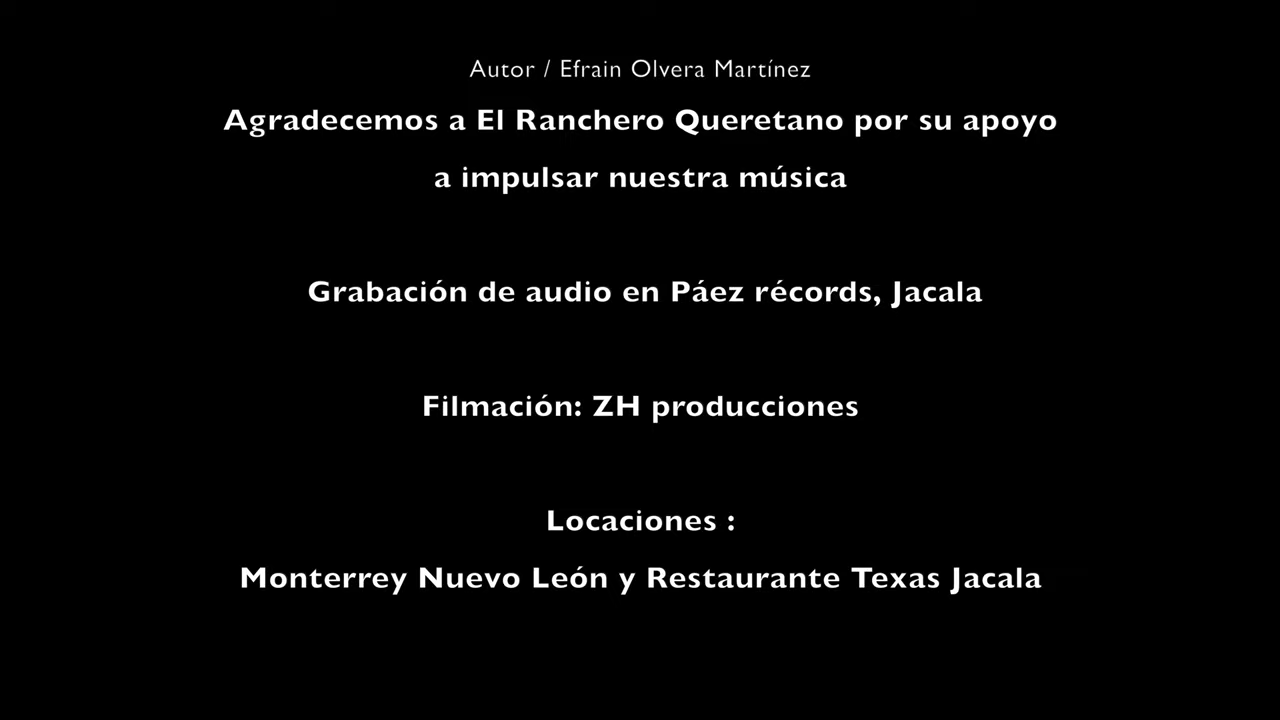 Autor / Efrain Olvera Martínez
Agradecemos a El Ranchero Queretano por su apoyo
a impulsar nuestra música
Grabación de audio en Páez récords, Jacala
Filmación: ZH producciones
Locaciones :
Monterrey Nuevo León y Restaurante Texas Jacala